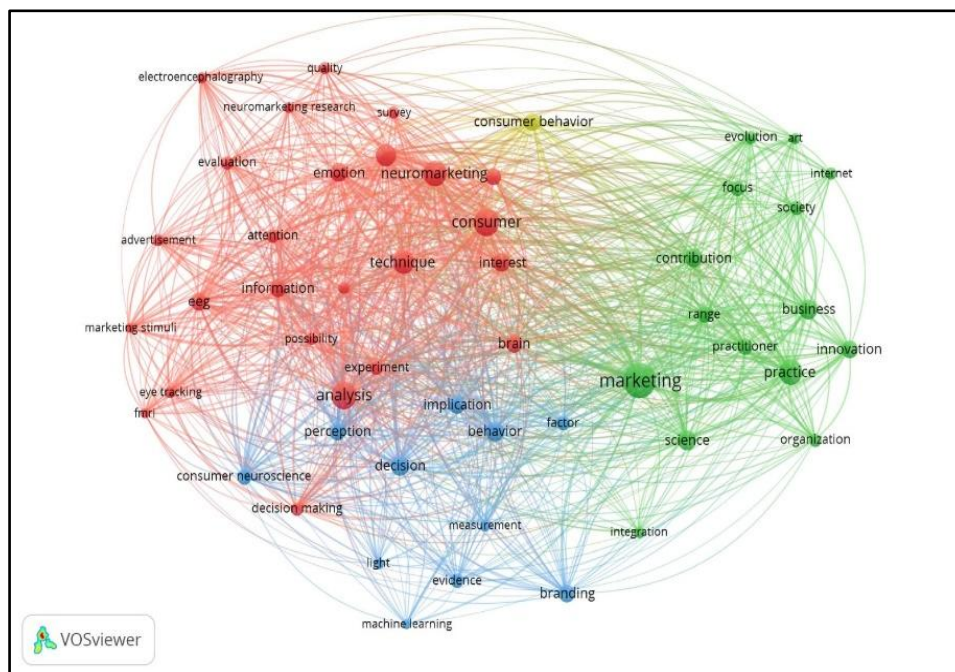 quality
electroencephalography
neuromarketing research
survey
consumer behavior
evolution
art
evaluation
emotion
neuromarketing
internet
focus
society
consumer
advertisement
attention
technique
interest
contribution
information
eeg
business
range
marketing stimuli
possibility
brain
practitioner
innovation
experiment
marketing
practice
eye tracking
analysis
fmri
implication
perception
behavior
factor
science
organization
decision
consumer neuroscience
decision making
measurement
integration
light
evidence
branding
machine learning
VOSviewer